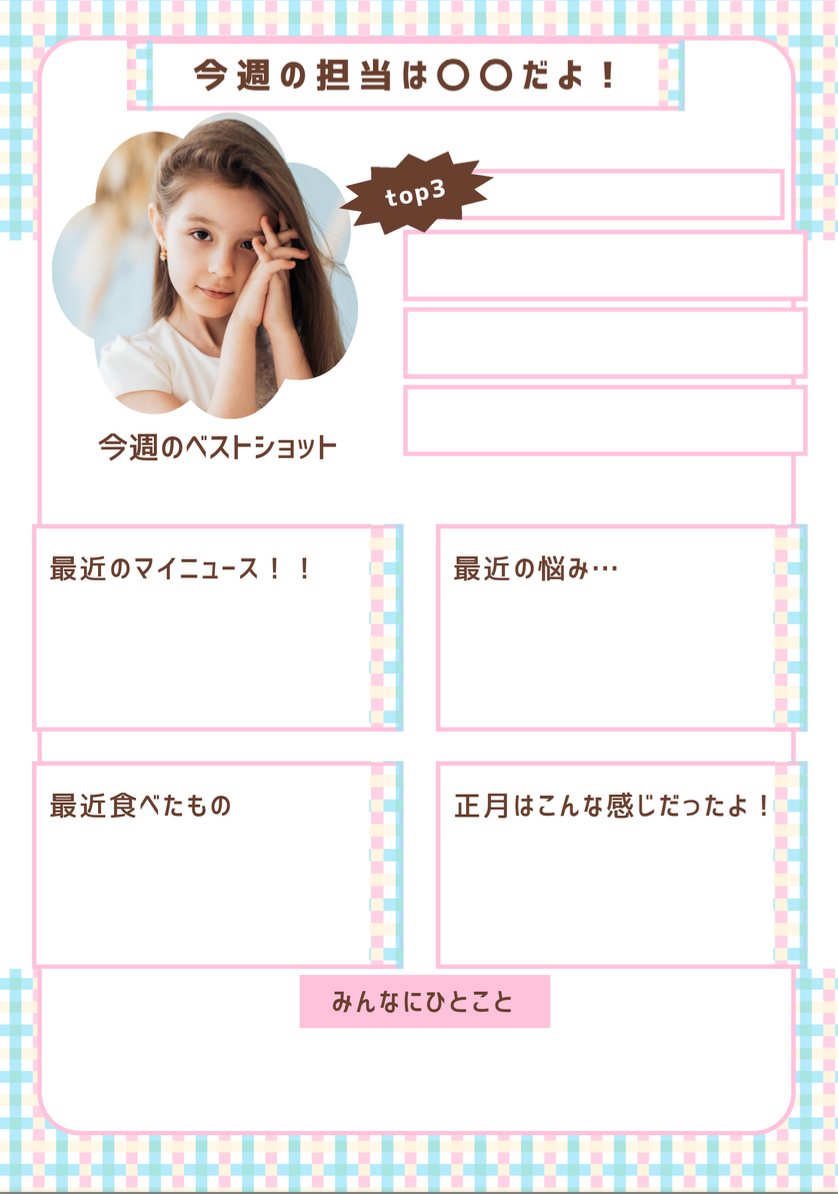 今週の担当は〇〇だよ！
top3
今週のベストショット
最近のマイニュース！！
最近の悩み…
最近食べたもの
正月はこんな感じだったよ！
みんなにひとこと